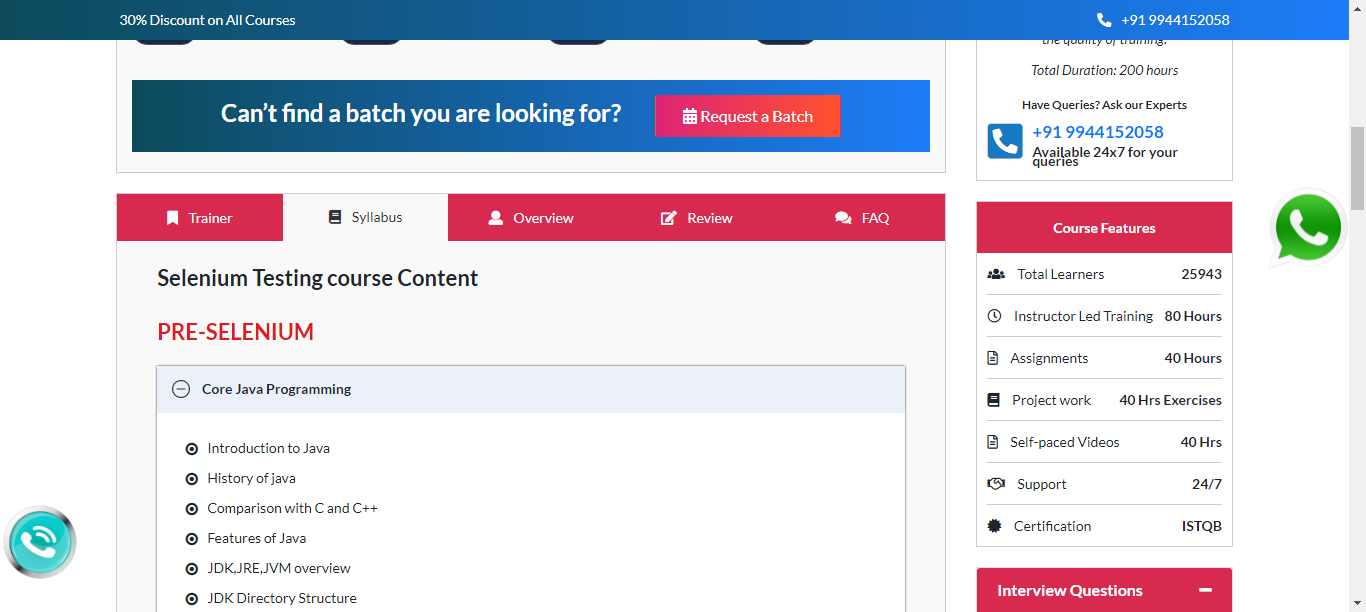 30% Discount on All Courses
+91 9944152058
the quality of training.
Total Duration: 200 hours
Have Queries? Ask our Experts
+91 9944152058
Available 24x7 for your
queries
Can’t find a batch you are looking for?
Request a Batch
Trainer
Syllabus
Overview
Review
FAQ
Selenium Testing course Content
PRE-SELENIUM
Core Java Programming
Introduction to Java
History of java
Comparison with C and C++
Features of Java
JDK,JRE,JVM overview
JDK Directory Structure
Course Features
Total Learners 25943
Instructor Led Training 80 Hours
Assignments 40 Hours
Project work 40 Hrs Exercises
Self-paced Videos 40 Hrs
Support 24/7
Certification ISTQB
Interview Questions